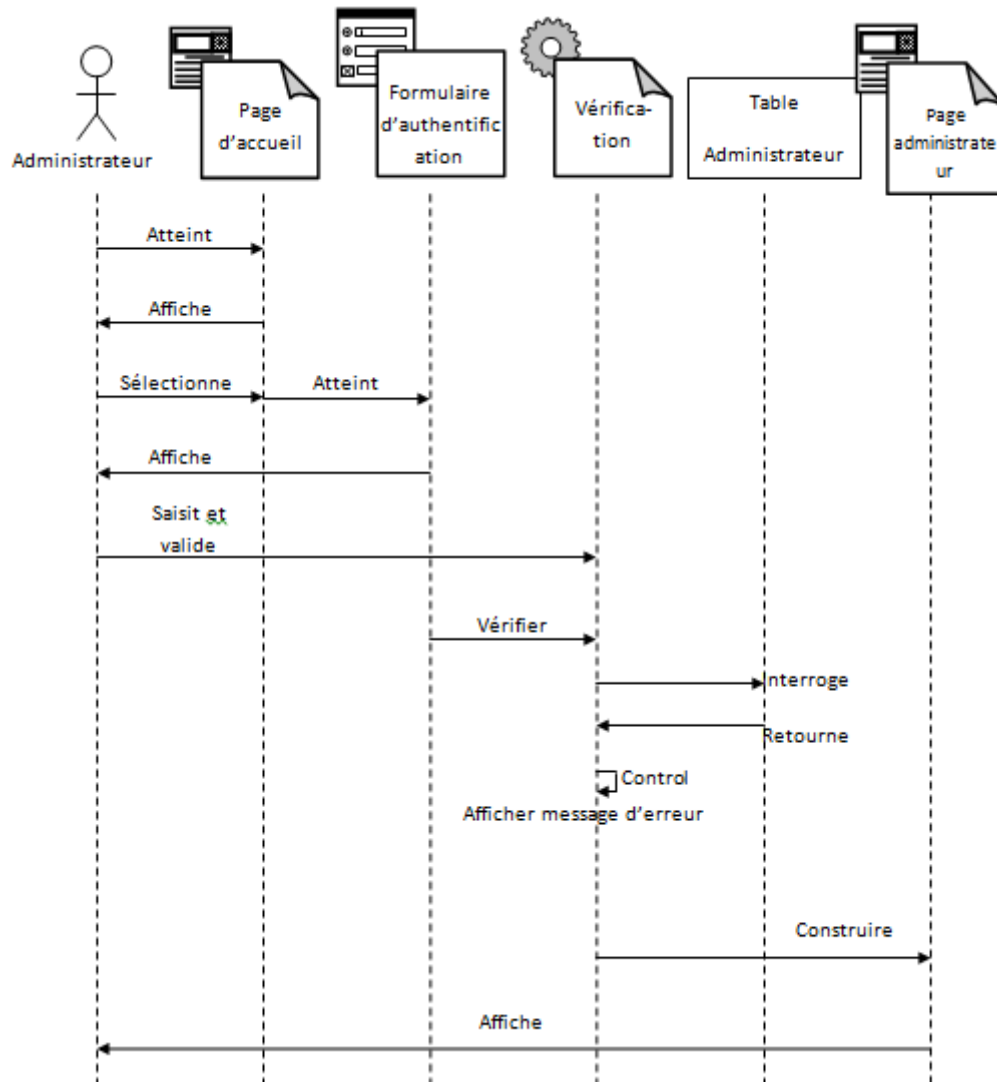 Administrateur
Page
d’accueil
Formulaire
d’authentific
ation
Vérifica-
tion
Table
Administrateur
Page
administrate
ur
Atteint
Affiche
Sélectionne
Atteint
Affiche
Saisit et
valide
Vérifier
Interroge
Retourne
Control
Afficher message d’erreur
Construire
Affiche